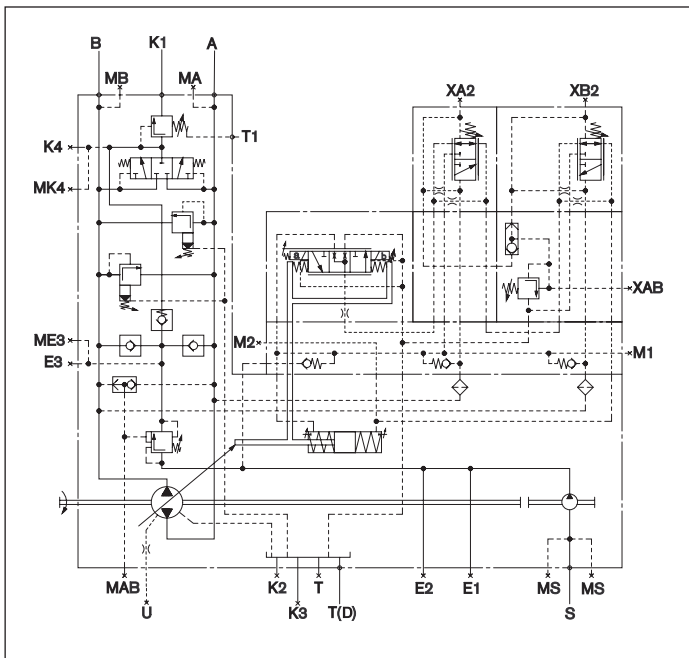 B K1 A
MB MA
XA2 XB2
K4 T1
MK4
a b
XAB
ME3 M2 M1
E3
MAB K2 T E2 E1 MS MS
U K3 T(D) S